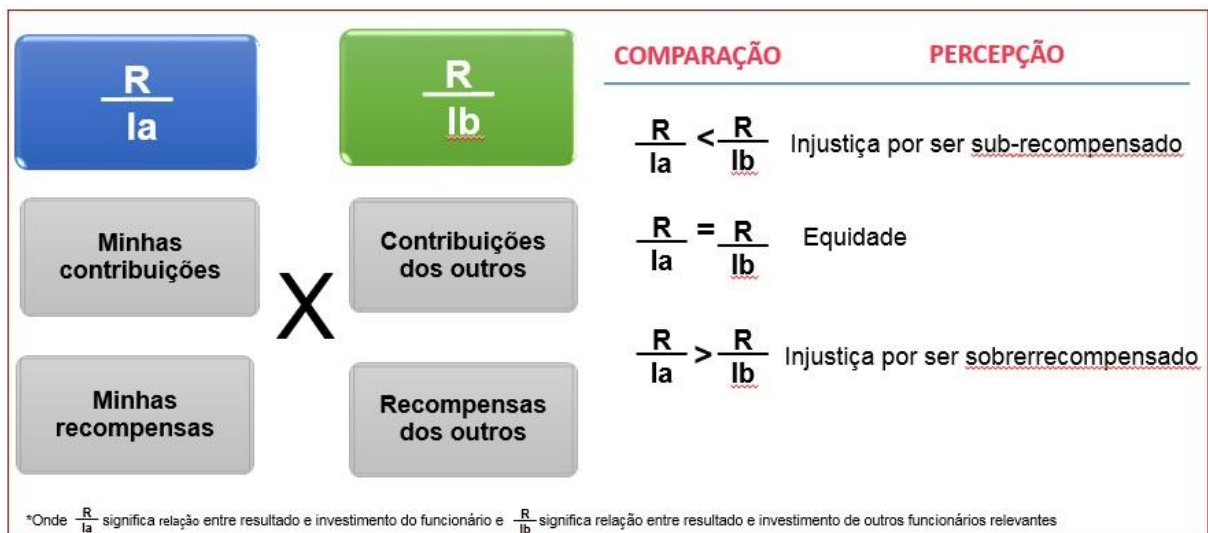 R
Ia
R
Ib
Minhas
contribuições
Contribuições
dos outros
X
Minhas
recompensas
Recompensas
dos outros
COMPARAÇÃO PERCEPÇÃO
R R
Ia < Ib Injustiça por ser sub-recompensado
R R
Ia = Ib Equidade
R R
Ia > Ib Injustiça por ser sobrerrecompensado
*Onde R/Ia significa relação entre resultado e investimento do funcionário e R/Ib significa relação entre resultado e investimento de outros funcionários relevantes